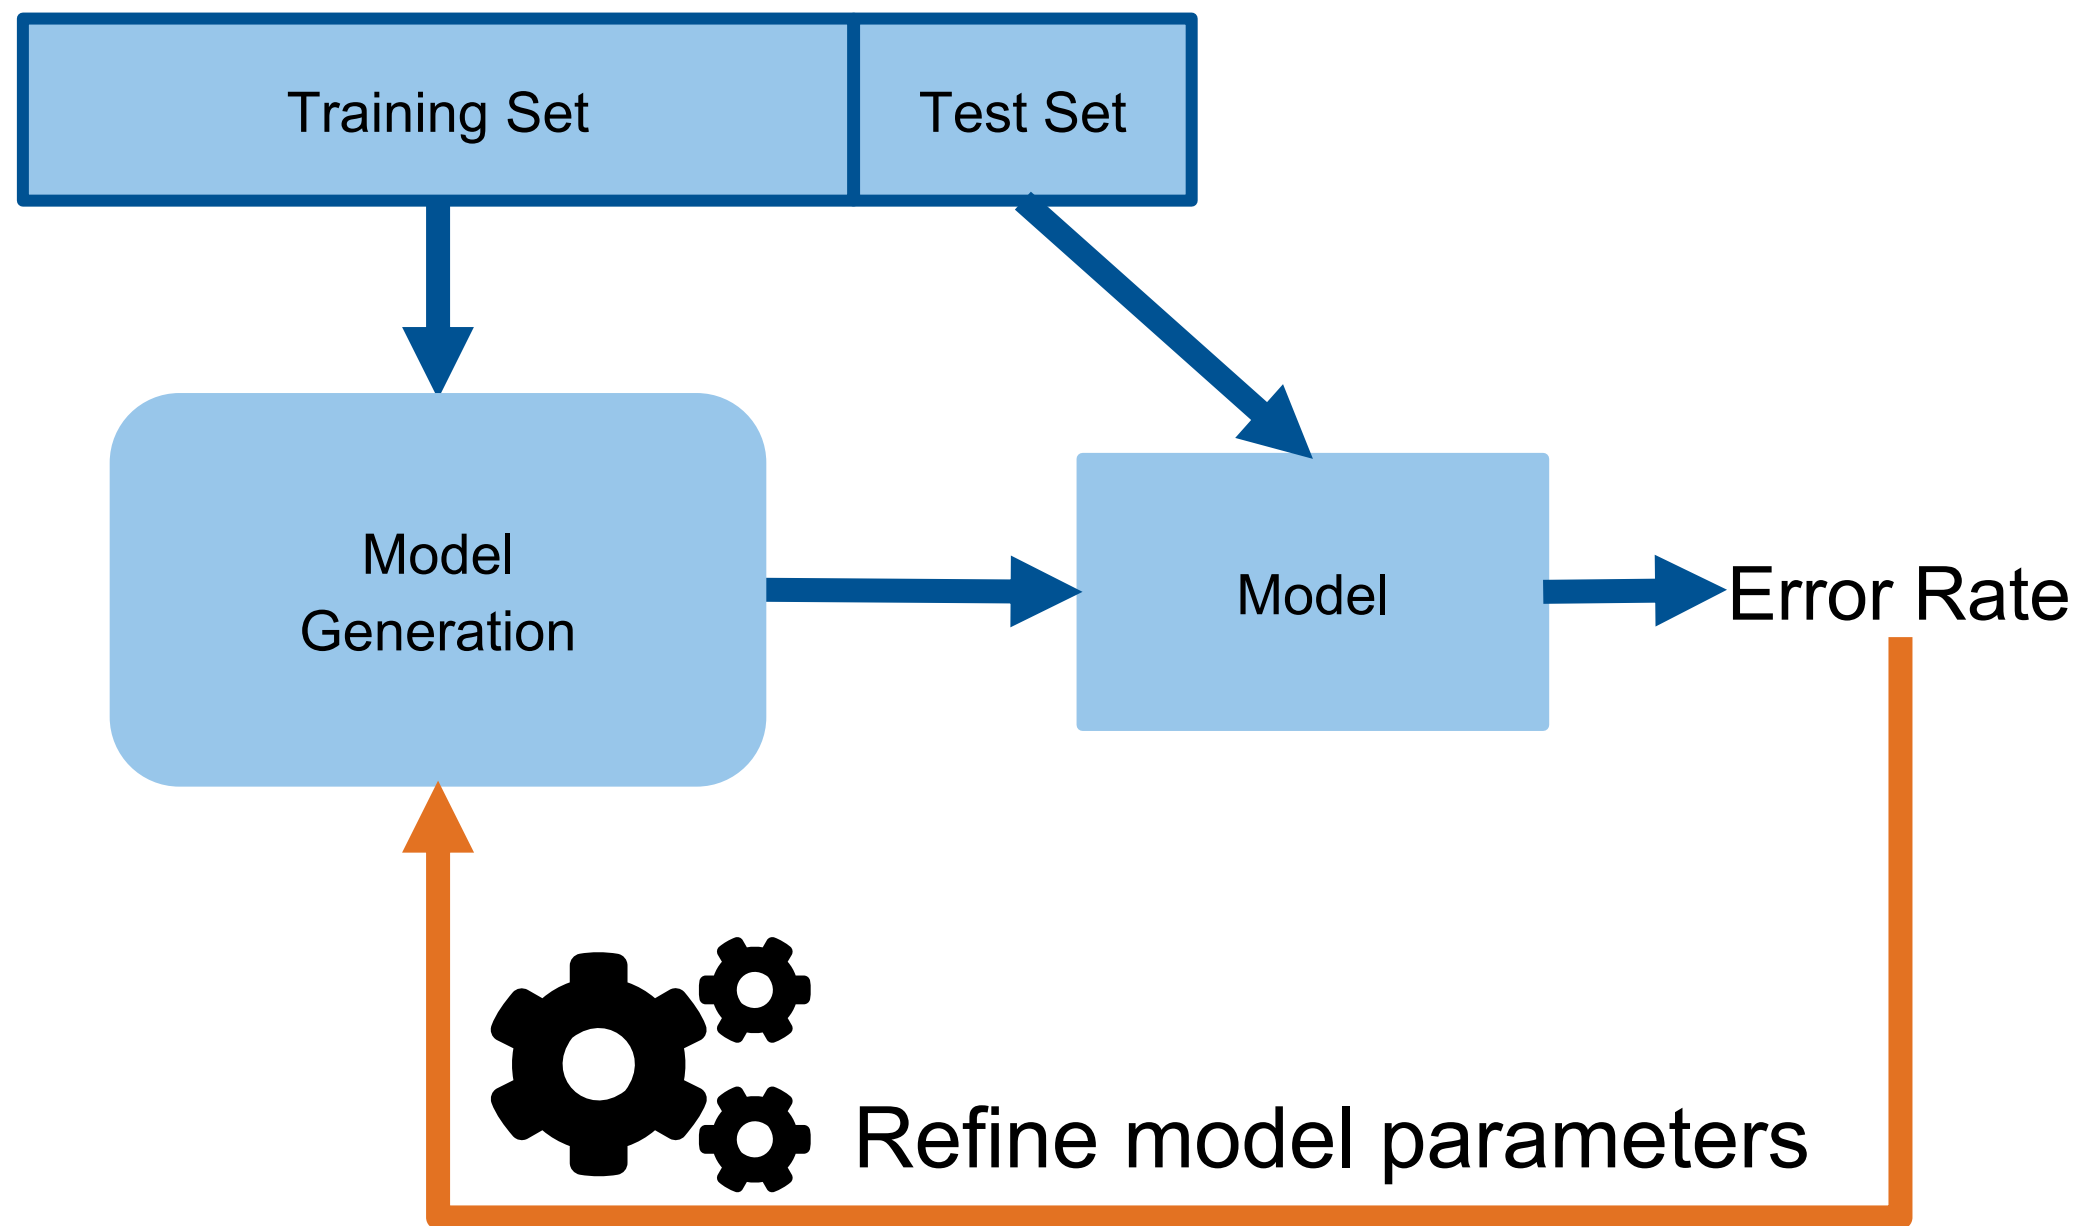 Training Set
Test Set
Model
Generation
Model
Error Rate
Refine model parameters